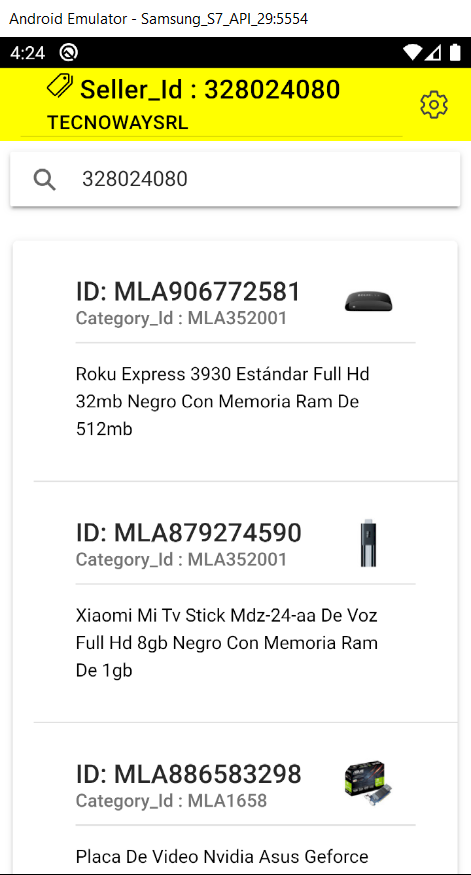 Android Emulator - Samsung_S7_API_29:5554
4:24
Seller_Id : 328024080
TECNOWAYSRL
328024080
ID: MLA906772581
Category_Id : MLA352001
Roku Express 3930 Estándar Full Hd
32mb Negro Con Memoria Ram De
512mb
ID: MLA879274590
Category_Id : MLA352001
Xiaomi Mi Tv Stick Mdz-24-aa De Voz
Full Hd 8gb Negro Con Memoria Ram
De 1gb
ID: MLA886583298
Category_Id : MLA1658
Placa De Video Nvidia Asus Geforce